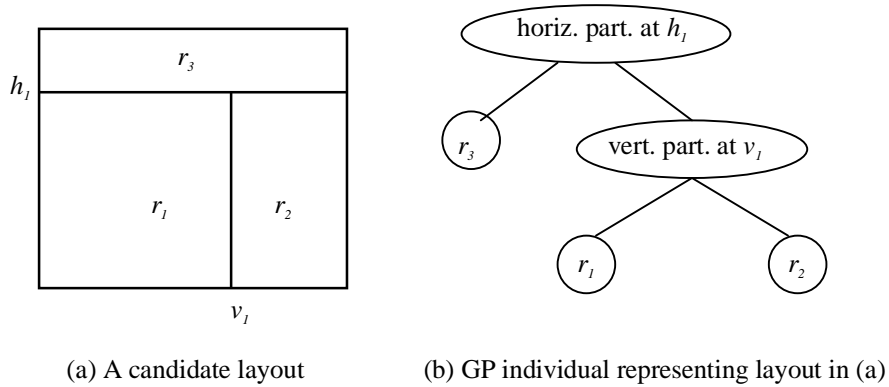 r₃
h₁
r₁
r₂
v₁
(a) A candidate layout
horiz. part. at h₁
r₃
vert. part. at v₁
r₁
r₂
(b) GP individual representing layout in (a)